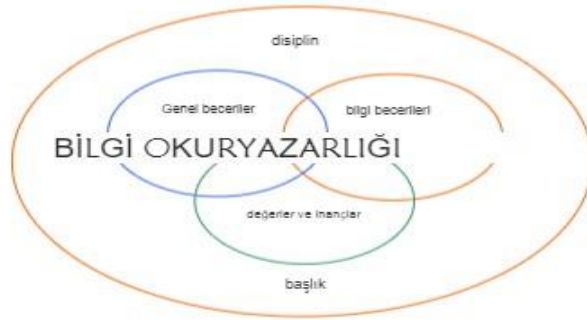 disiplin
Genel beceriler
bilgi becerileri
BİLGİ OKURYAZARLIĞI
değerler ve inançlar
başlık